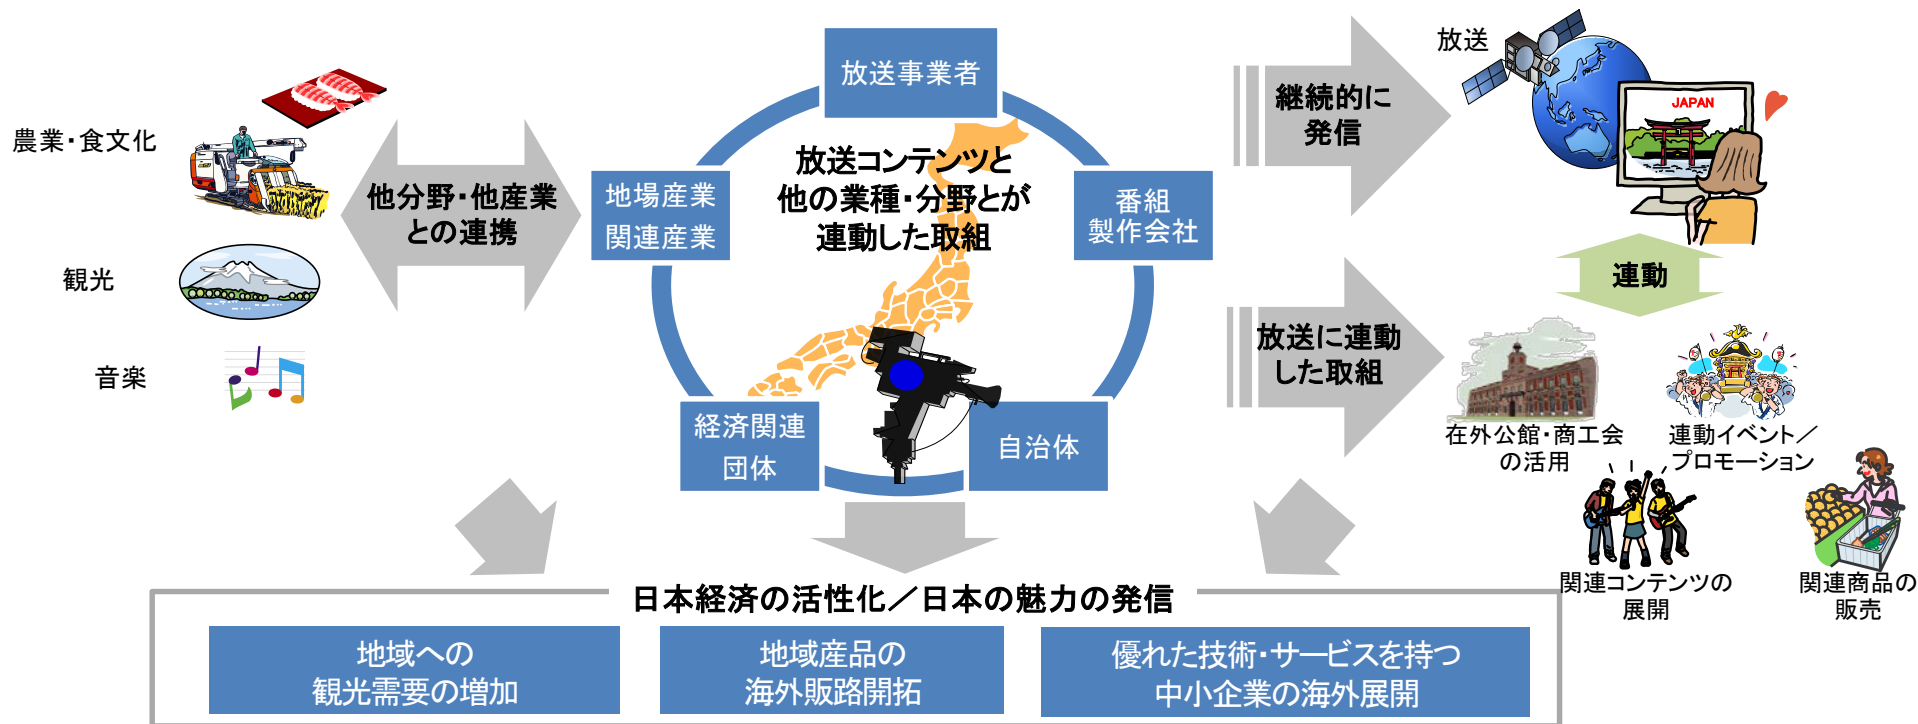 農業・食文化
観光
音楽
他分野・他産業
との連携
放送事業者
地場産業
関連産業
放送コンテンツと
他の業種・分野とが
連動した取組
番組
製作会社
経済関連
団体
自治体
継続的に
発信
放送に連動
した取組
放送
JAPAN
連動
在外公館・商工会
の活用
連動イベント／
プロモーション
関連コンテンツの
展開
関連商品の
販売
日本経済の活性化／日本の魅力の発信
地域への
観光需要の増加
地域産品の
海外販路開拓
優れた技術・サービスを持つ
中小企業の海外展開